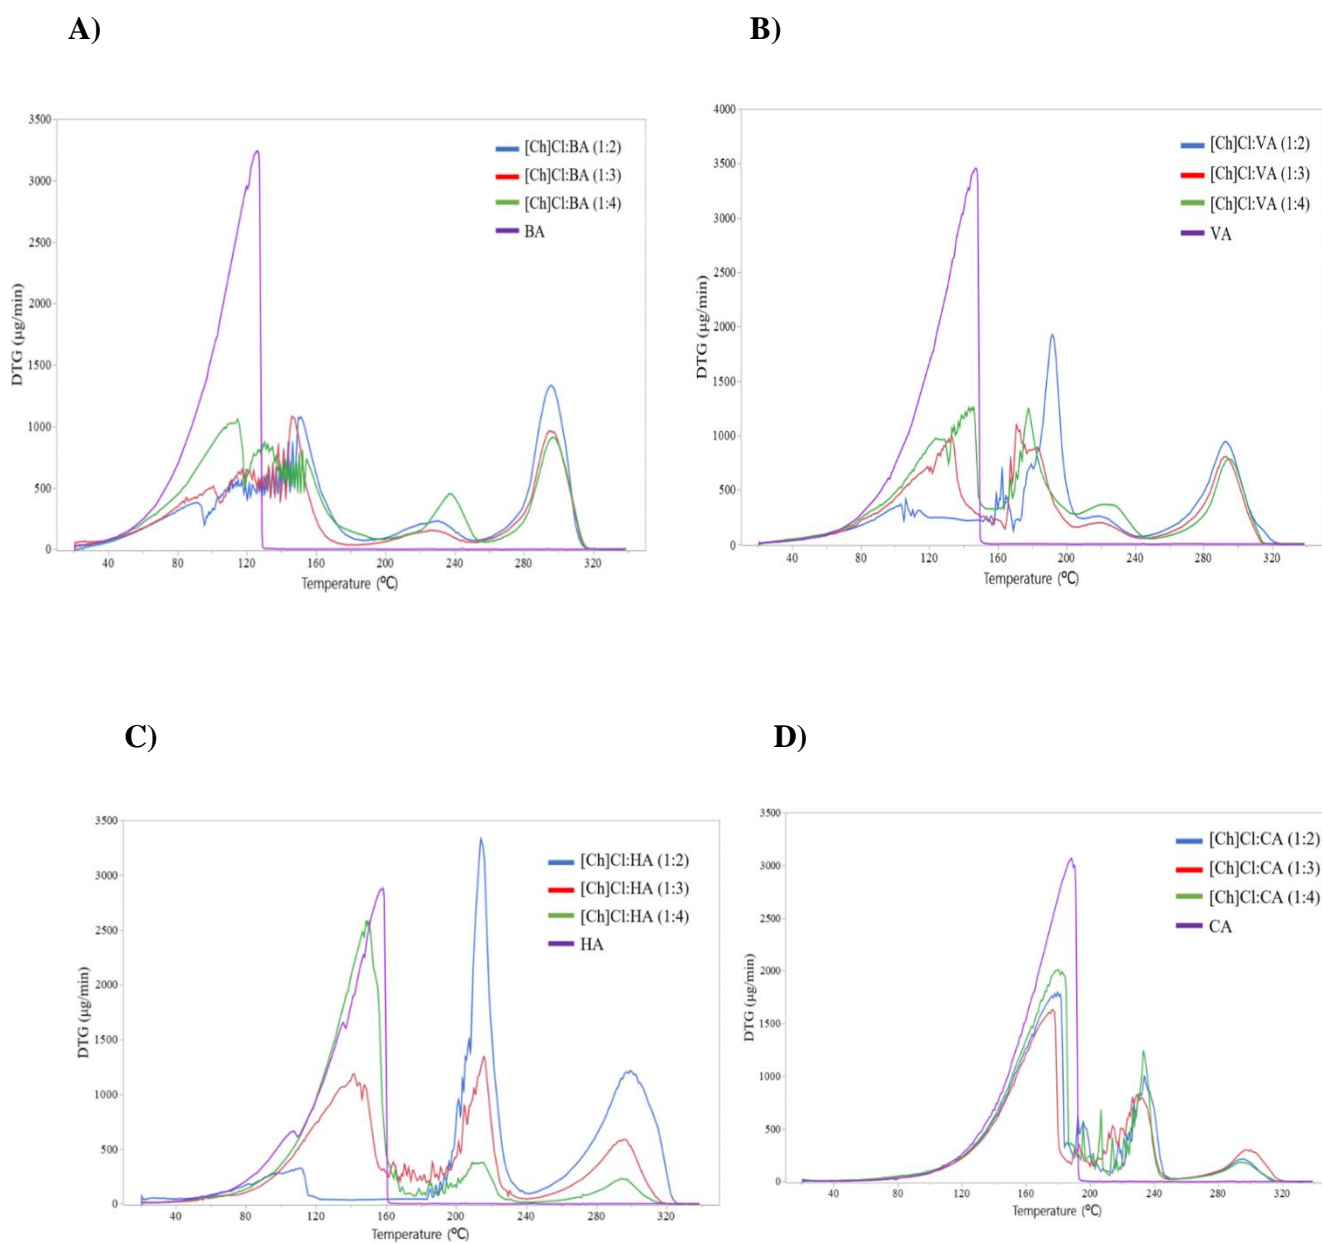 A)
B)
3500
3000
2500
2000
1500
1000
500
0
DTG (µg/min)
[Ch]Cl:BA (1:2)
[Ch]Cl:BA (1:3)
[Ch]Cl:BA (1:4)
BA
40 80 120 160 200 240 280 320
Temperature (ºC)
4000
3500
3000
2500
2000
1500
1000
500
0
DTG (µg/min)
[Ch]Cl:VA (1:2)
[Ch]Cl:VA (1:3)
[Ch]Cl:VA (1:4)
VA
40 80 120 160 200 240 280 320
Temperature (ºC)
C)
D)
3500
3000
2500
2000
1500
1000
500
0
DTG (µg/min)
[Ch]Cl:HA (1:2)
[Ch]Cl:HA (1:3)
[Ch]Cl:HA (1:4)
HA
40 80 120 160 200 240 280 320
Temperature (ºC)
3500
3000
2500
2000
1500
1000
500
0
DTG (µg/min)
[Ch]Cl:CA (1:2)
[Ch]Cl:CA (1:3)
[Ch]Cl:CA (1:4)
CA
40 80 120 160 200 240 280 320
Temperature (ºC)